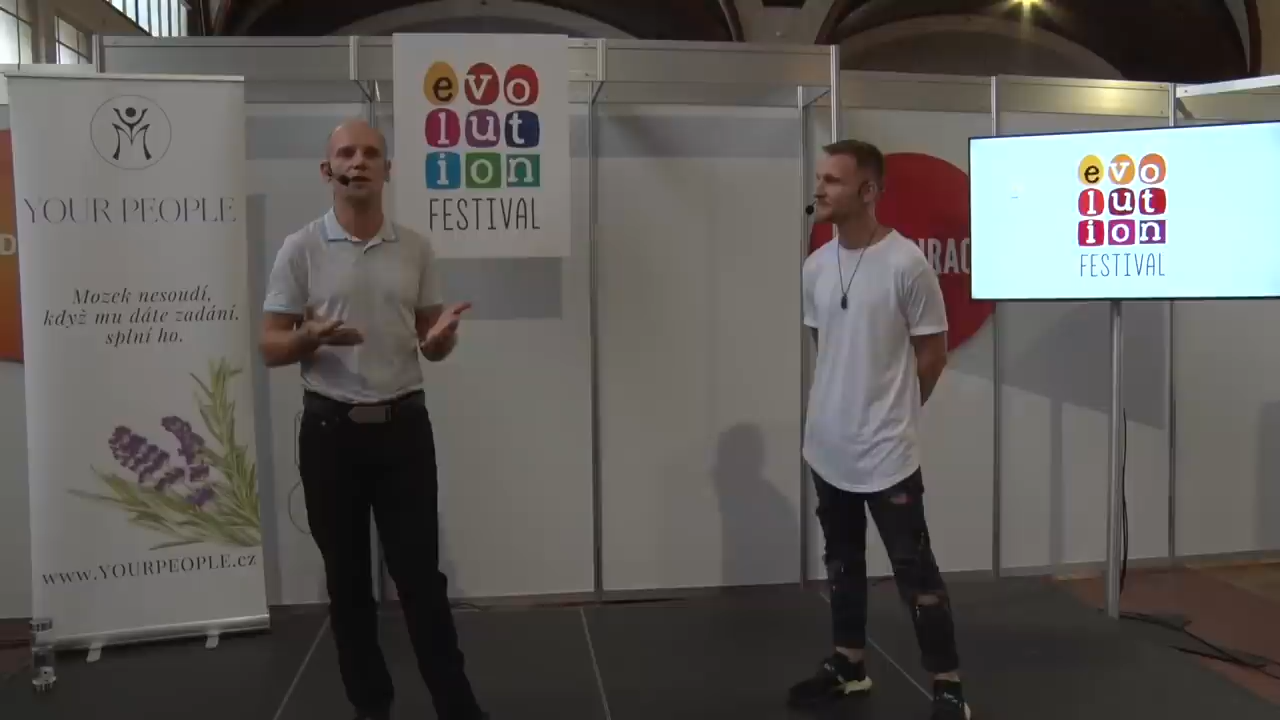 YOUR PEOPLE
Mozek nesoudí,
když mu dáte zadání,
splní ho.
www.YOURPEOPLE.cz
evo
lut
ion
FESTIVAL
evo
lut
ion
FESTIVAL